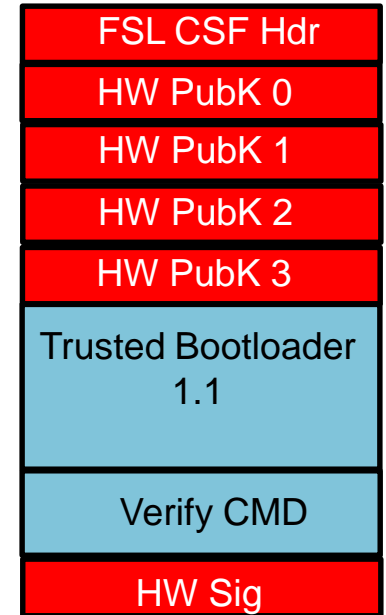 FSL CSF Hdr
HW PubK 0
HW PubK 1
HW PubK 2
HW PubK 3
Trusted Bootloader
1.1
Verify CMD
HW Sig